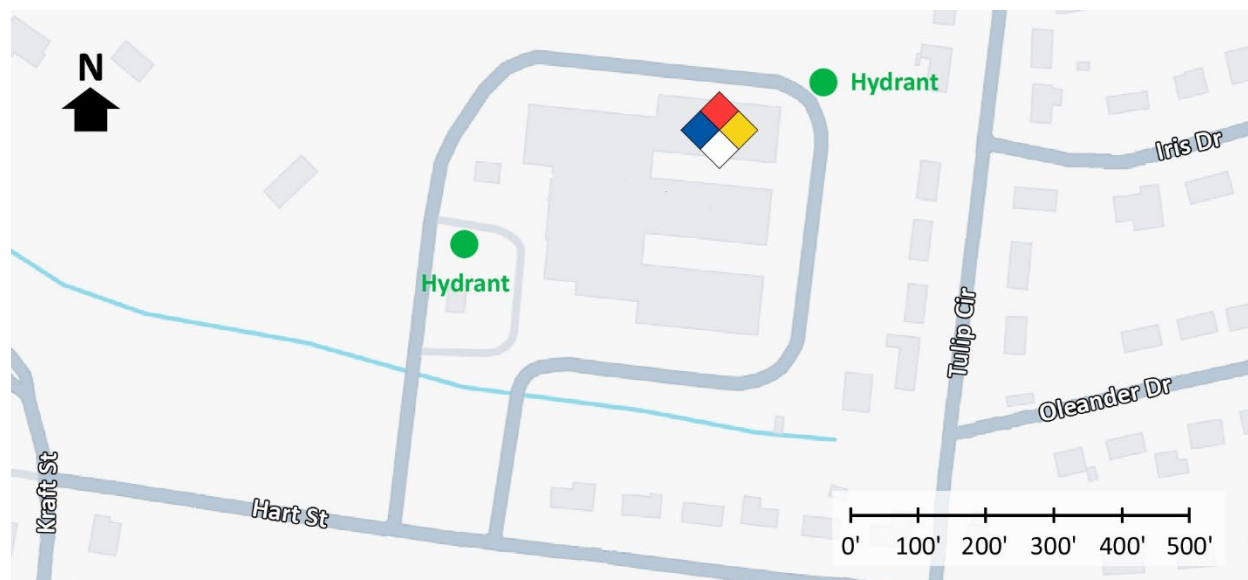 N
Hydrant
Iris Dr
Hydrant
Tulip Cir
Oleander Dr
Kraft St
Hart St
0' 100' 200' 300' 400' 500'